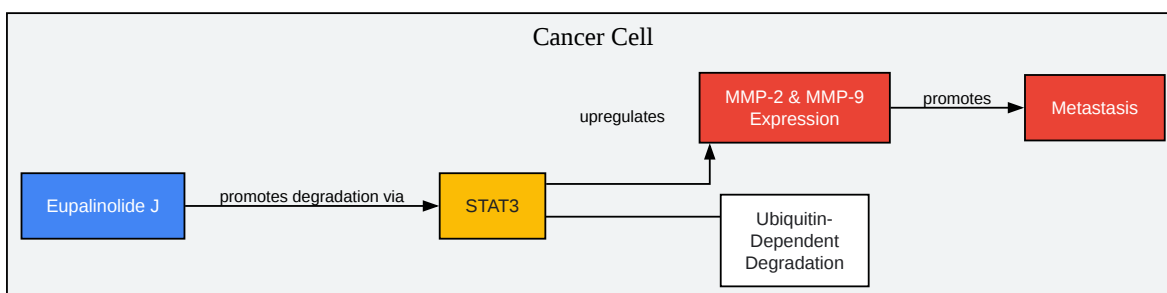 Cancer Cell
MMP-2 & MMP-9
Expression
promotes
Metastasis
upregulates
Eupalinolide J
promotes degradation via
STAT3
Ubiquitin-
Dependent
Degradation